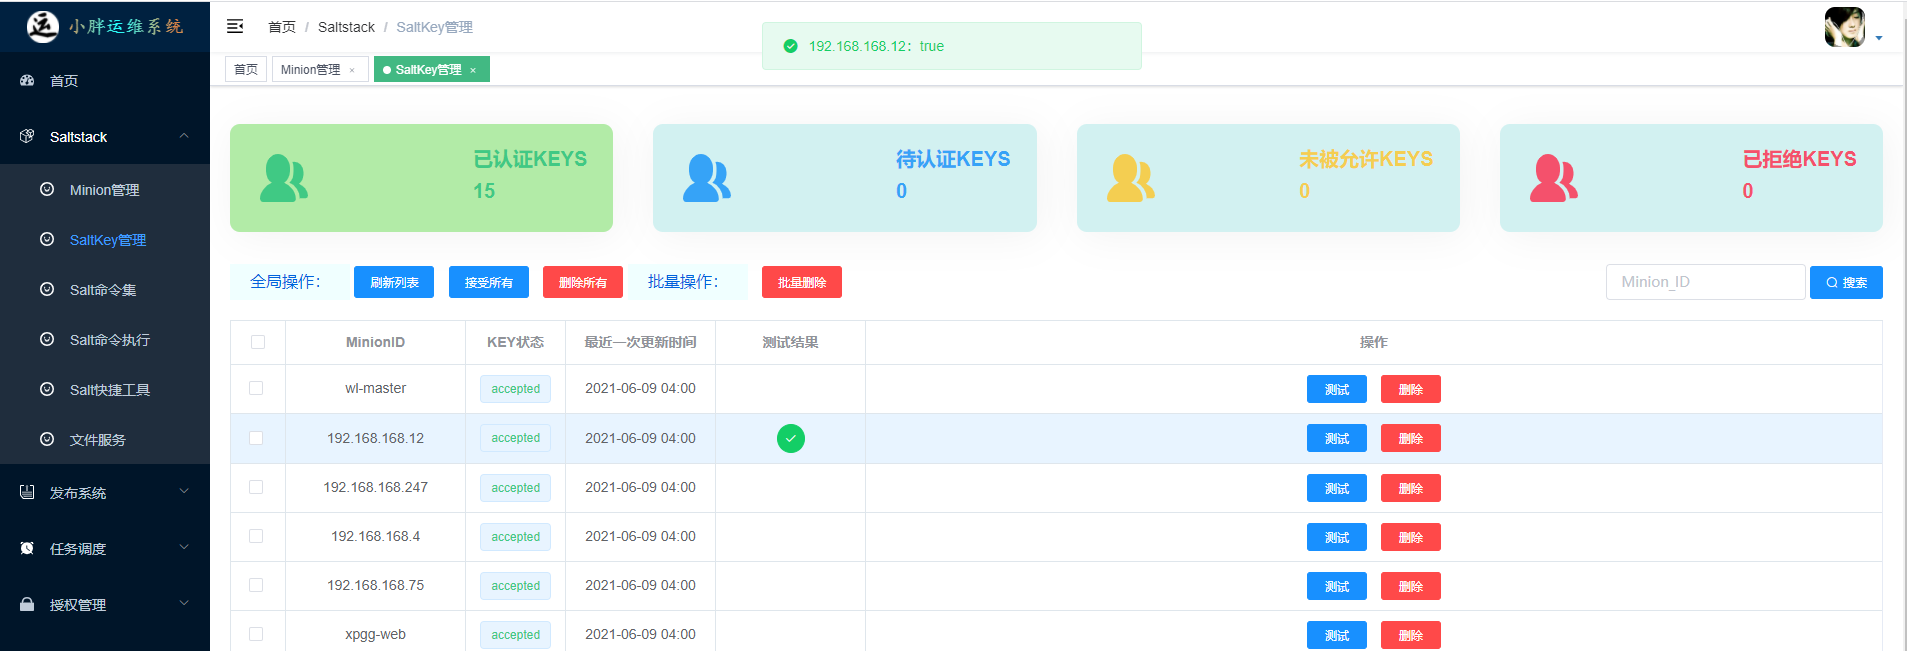 运 小胖运维系统
首页
Saltstack
Minion管理
SaltKey管理
Salt命令集
Salt命令执行
Salt快捷工具
文件服务
发布系统
任务调度
授权管理
首页 / Saltstack / SaltKey管理
192.168.168.12：true
首页 Minion管理 × SaltKey管理 ×
已认证KEYS
15
待认证KEYS
0
未被允许KEYS
0
已拒绝KEYS
0
全局操作： 刷新列表 接受所有 删除所有 批量操作： 批量删除 Minion_ID 搜索
MinionID KEY状态 最近一次更新时间 测试结果 操作
wl-master accepted 2021-06-09 04:00 测试 删除
192.168.168.12 accepted 2021-06-09 04:00 测试 删除
192.168.168.247 accepted 2021-06-09 04:00 测试 删除
192.168.168.4 accepted 2021-06-09 04:00 测试 删除
192.168.168.75 accepted 2021-06-09 04:00 测试 删除
xpgg-web accepted 2021-06-09 04:00 测试 删除